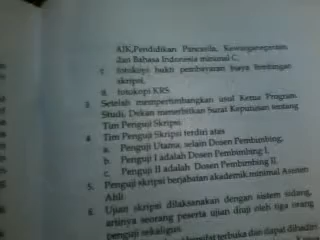 AIK, Pendidikan Pancasila, Kewarganegaraan
dan Bahasa Indonesia minimal C.
c. fotokopi bukti pembayaran biaya bimbingan
skripsi,
d. fotokopi KRS
3. Setelah mempertimbangkan usul Ketua Program
Studi, Dekan menerbitkan Surat Keputusan tentang
Tim Penguji Skripsi
4. Tim Penguji Skripsi terdiri atas
a. Penguji Utama, selain Dosen Pembimbing,
b. Penguji I adalah Dosen Pembimbing I,
c. Penguji II adalah Dosen Pembimbing II.
5. Penguji skripsi berjabatan akademik minimal Asisten
Ahli
6. Ujian skripsi dilaksanakan dengan sistem sidang,
artinya seorang peserta ujian diuji oleh tiga orang
penguji sekaligus.
terbuka dan dapat dihadiri